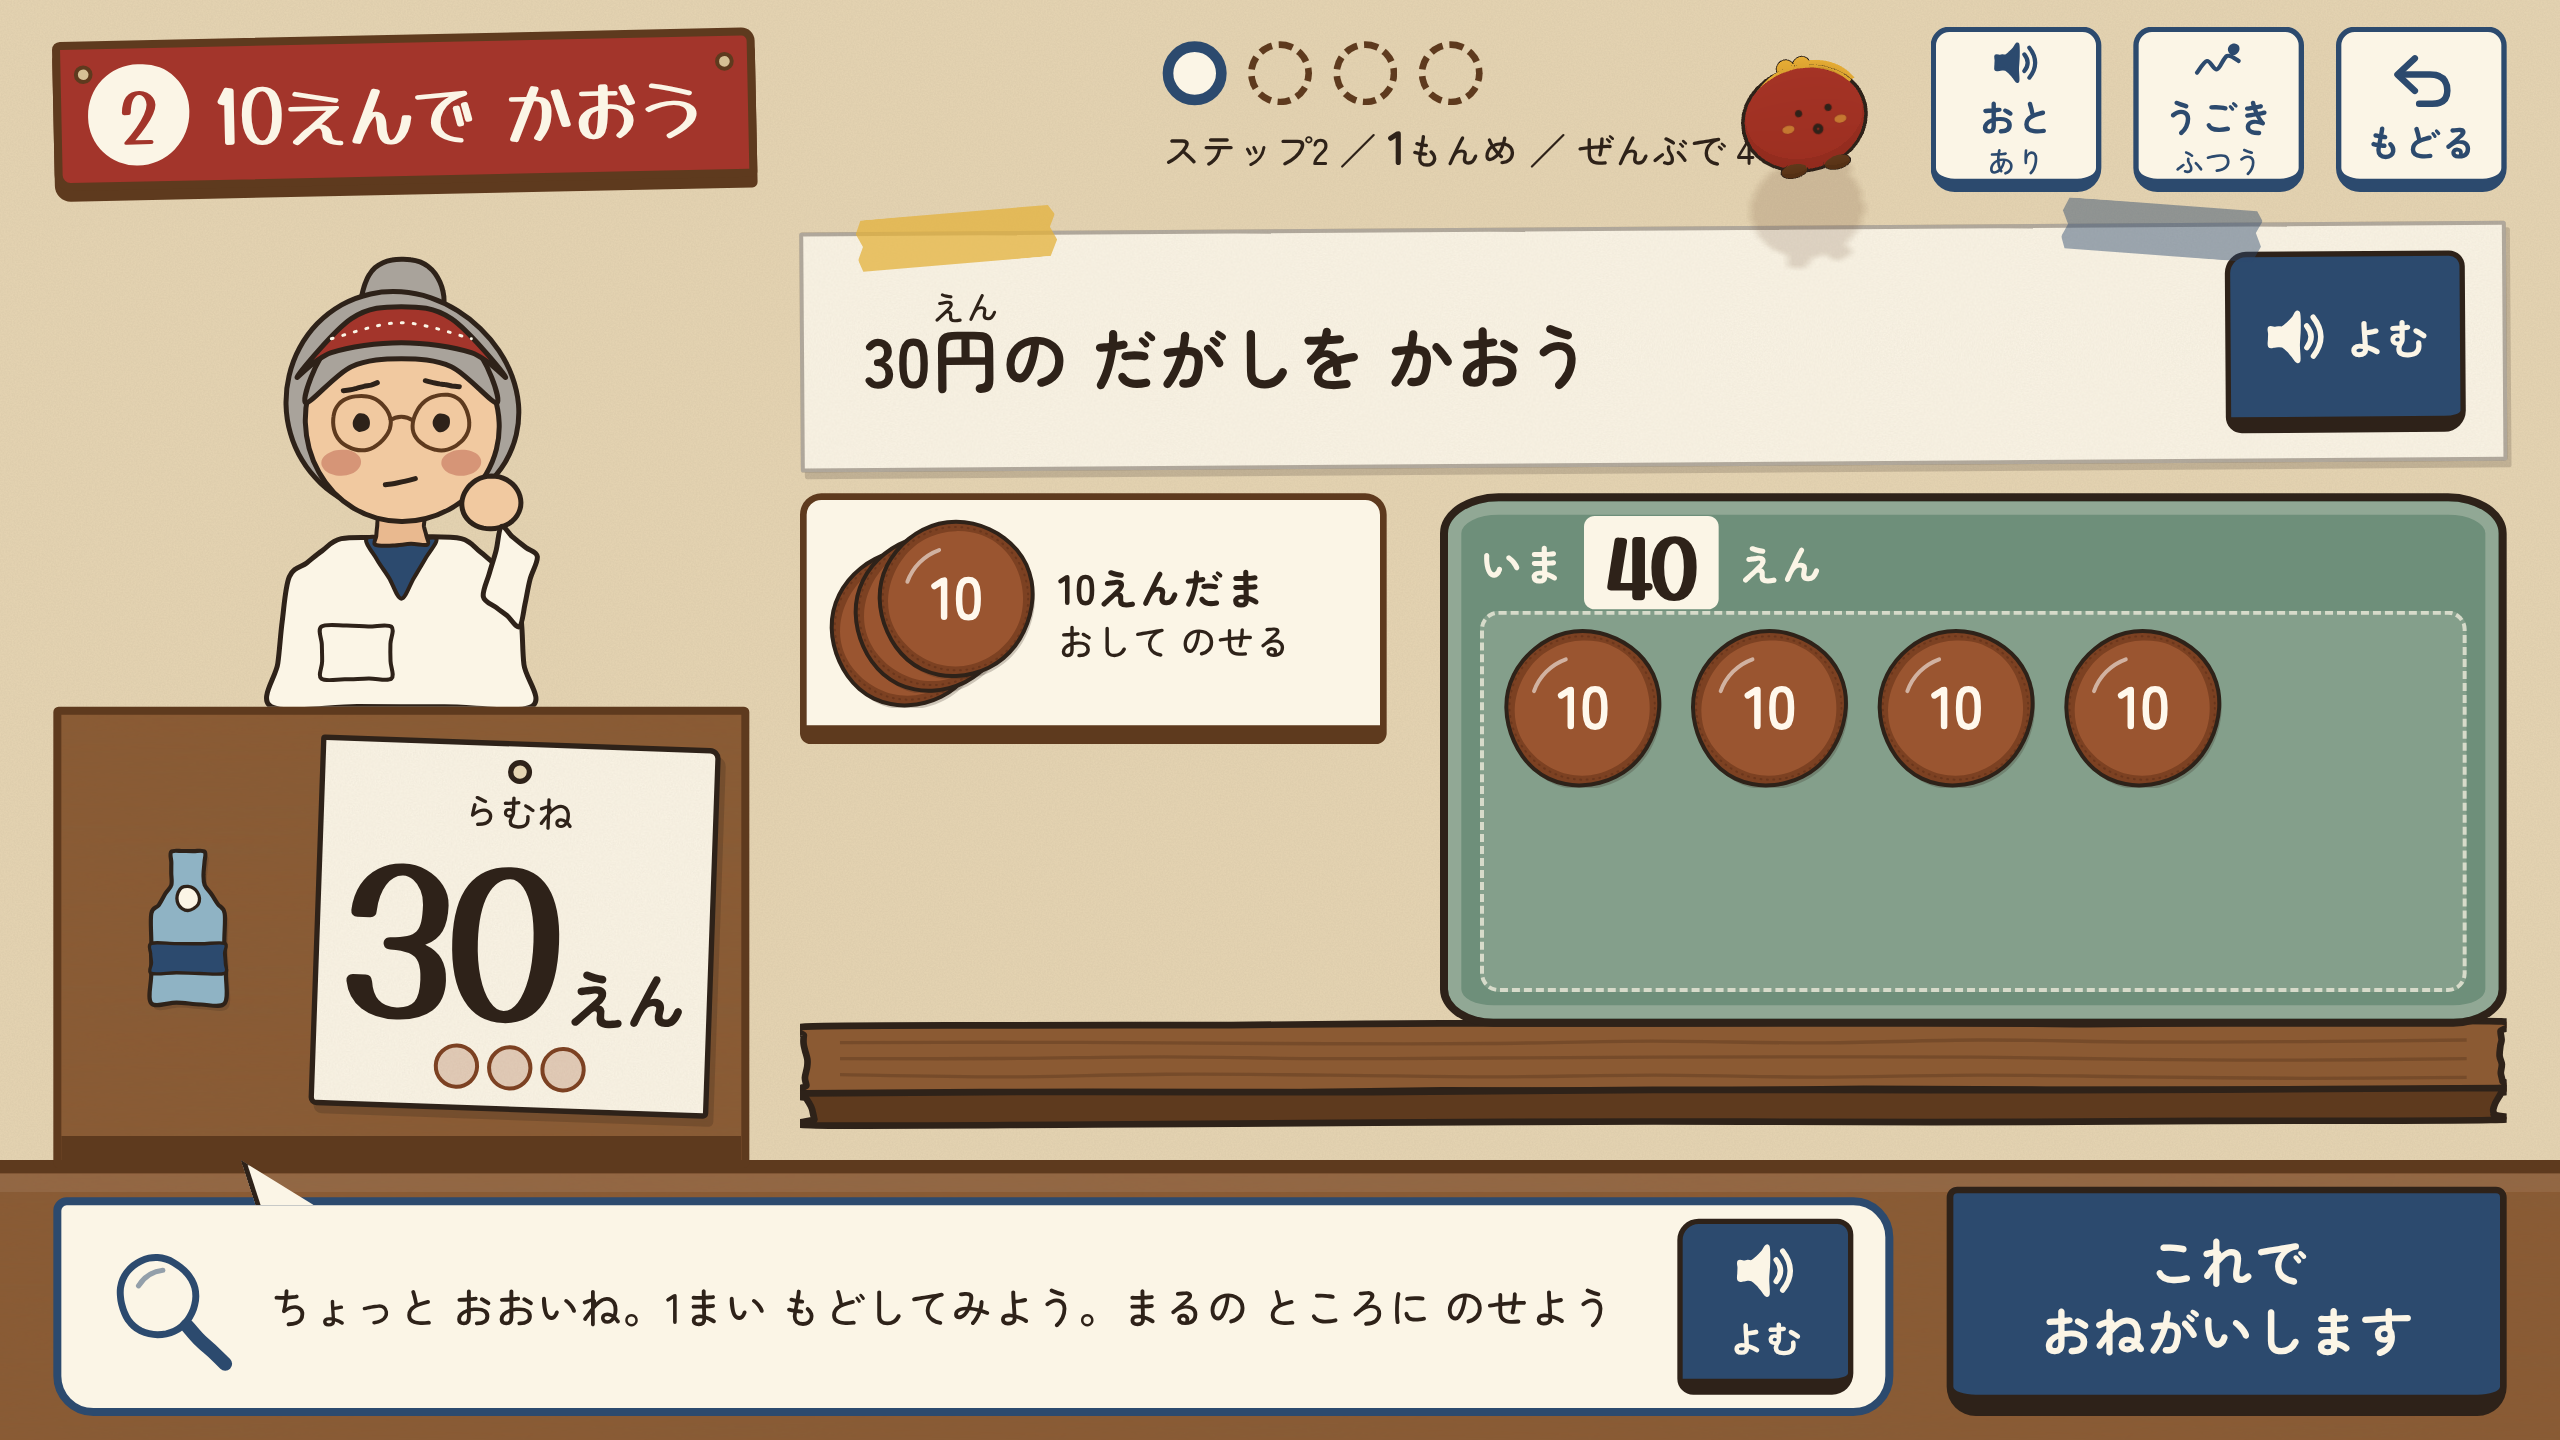 2 10えんで かおう
ステップ2 ／ 1もんめ ／ ぜんぶで 4
おと
あり
うごき
ふつう
もどる
えん
30円の だがしを かおう
よむ
10
10えんだま
おして のせる
いま 40 えん
10 10 10 10
らむね
30えん
ちょっと おおいね。1まい もどしてみよう。まるの ところに のせよう
よむ
これで
おねがいします